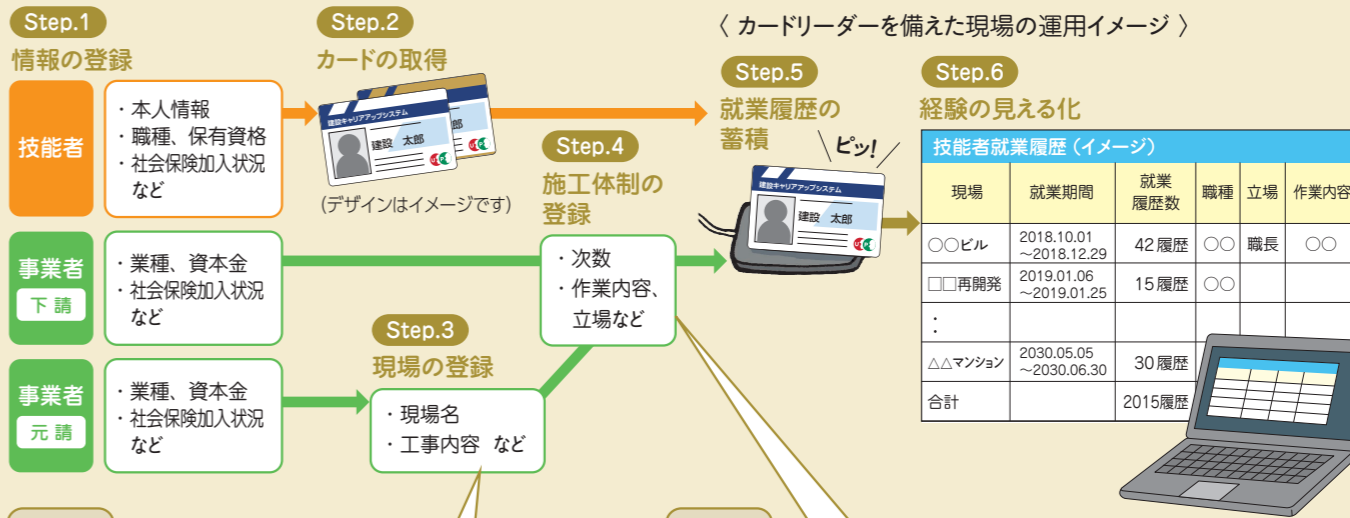 Step.1
情報の登録
技能者
・本人情報
・職種、保有資格
・社会保険加入状況
など
事業者
下請
・業種、資本金
・社会保険加入状況
など
事業者
元請
・業種、資本金
・社会保険加入状況
など
Step.2
カードの取得
建設キャリアアップシステム
建設 太郎
郎
(デザインはイメージです)
Step.3
現場の登録
・現場名
・工事内容 など
Step.4
施工体制の
登録
・次数
・作業内容、
立場など
〈 カードリーダーを備えた現場の運用イメージ 〉
Step.5
就業履歴の
蓄積
ピッ!
建設キャリアアップシステム
建設 太郎
Step.6
経験の見える化
技能者就業履歴（イメージ）
現場 就業期間 就業履歴数 職種 立場 作業内容
○○ビル 2018.10.01～2018.12.29 42履歴 ○○ 職長 ○○
□□再開発 2019.01.06～2019.01.25 15履歴 ○○
：
△△マンション 2030.05.05～2030.06.30 30履歴
合計 2015履歴